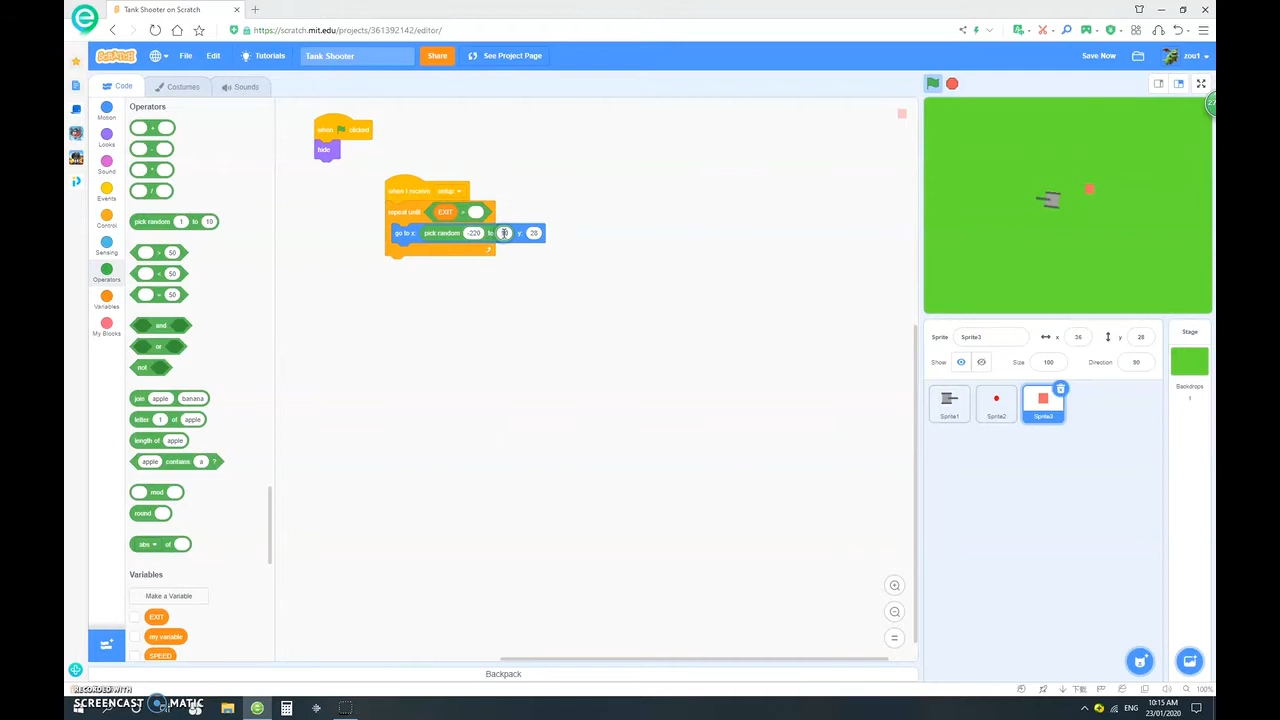 Tank Shooter on Scratch
https://scratch.mit.edu/projects/361392142/editor/
SCRATCH File Edit Tutorials Tank Shooter Share See Project Page Save Now zou1
Code Costumes Sounds
Motion
Looks
Sound
Events
Control
Sensing
Operators
Variables
My Blocks
Operators
+
-
*
/
pick random 1 to 10
> 50
< 50
= 50
and
or
not
join apple banana
letter 1 of apple
length of apple
apple contains a ?
mod
round
abs of
Variables
Make a Variable
EXIT
my variable
SPEED
when clicked
hide
when I receive setup
repeat until EXIT
go to x: pick random -220 to y: 28
Sprite Sprite3 x 36 y 28
Show Size 100 Direction 90
Sprite1 Sprite2 Sprite3
Stage
Backdrops
1
Backpack
下载 100%
RECORDED WITH
SCREENCAST MATIC
ENG
10:15 AM
23/01/2020